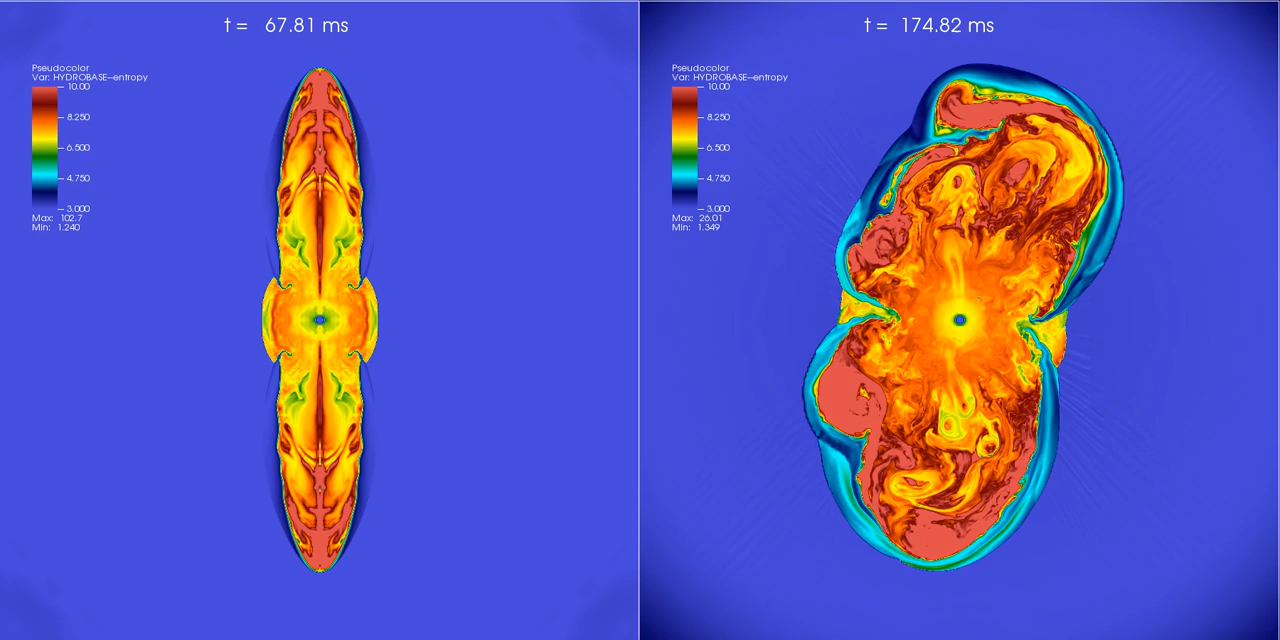 t = 67.81 ms
Pseudocolor
Var: HYDROBASE—entropy
10.00
8.250
6.500
4.750
3.000
Max: 102.7
Min: 1.240
t = 174.82 ms
Pseudocolor
Var: HYDROBASE—entropy
10.00
8.250
6.500
4.750
3.000
Max: 26.01
Min: 1.349